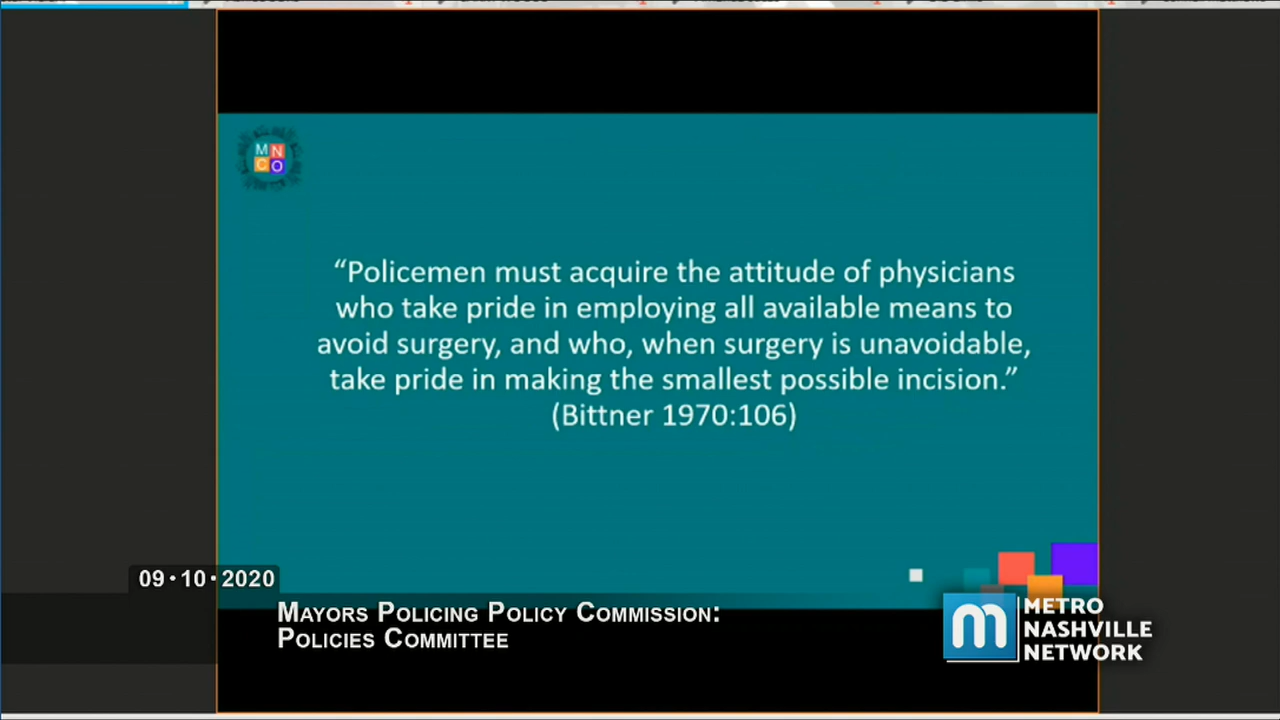 MN
CO
“Policemen must acquire the attitude of physicians
who take pride in employing all available means to
avoid surgery, and who, when surgery is unavoidable,
take pride in making the smallest possible incision.”
(Bittner 1970:106)
09•10•2020
MAYORS POLICING POLICY COMMISSION:
POLICIES COMMITTEE
m
METRO
NASHVILLE
NETWORK